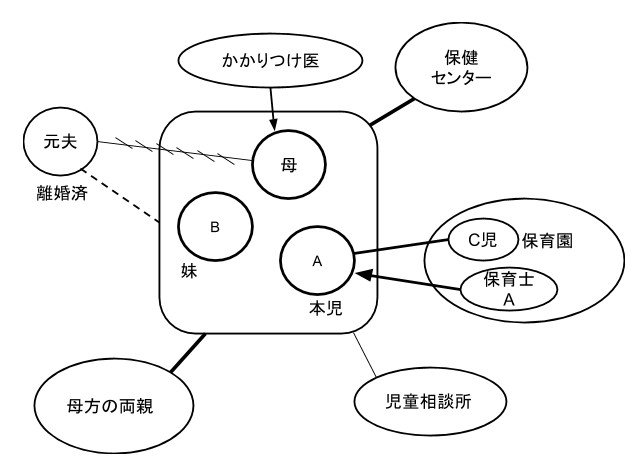 かかりつけ医
保健
センター
元夫
離婚済
母
B
妹
A
本児
C児
保育園
保育士
A
母方の両親
児童相談所